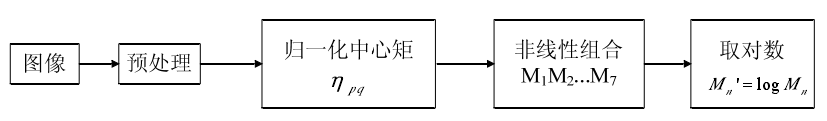 图像
预处理
归一化中心矩
η pq
非线性组合
M₁M₂...M₇
取对数
Mₙ'= log Mₙ